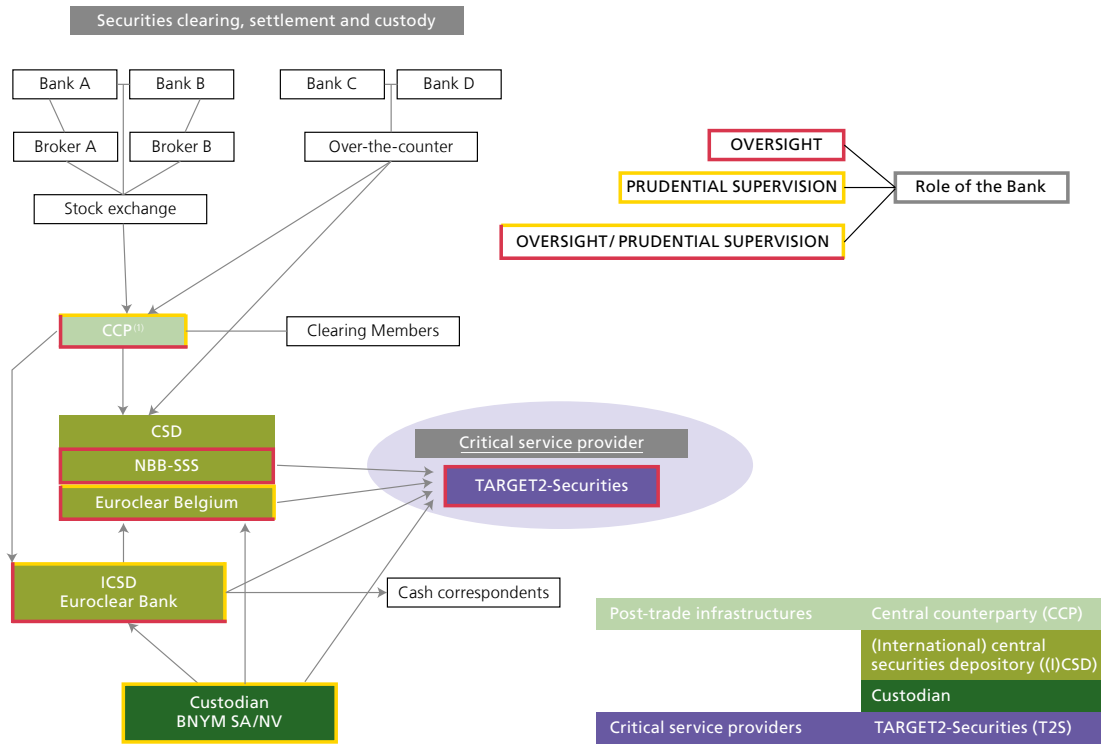 Securities clearing, settlement and custody
Bank A
Bank B
Bank C
Bank D
Broker A
Broker B
Over-the-counter
OVERSIGHT
PRUDENTIAL SUPERVISION
Role of the Bank
Stock exchange
OVERSIGHT/ PRUDENTIAL SUPERVISION
CCP(1)
Clearing Members
CSD
NBB-SSS
Euroclear Belgium
Critical service provider
TARGET2-Securities
ICSD
Euroclear Bank
Cash correspondents
Custodian
BNYM SA/NV
Post-trade infrastructures
Central counterparty (CCP)
(International) central
securities depository ((I)CSD)
Custodian
Critical service providers
TARGET2-Securities (T2S)